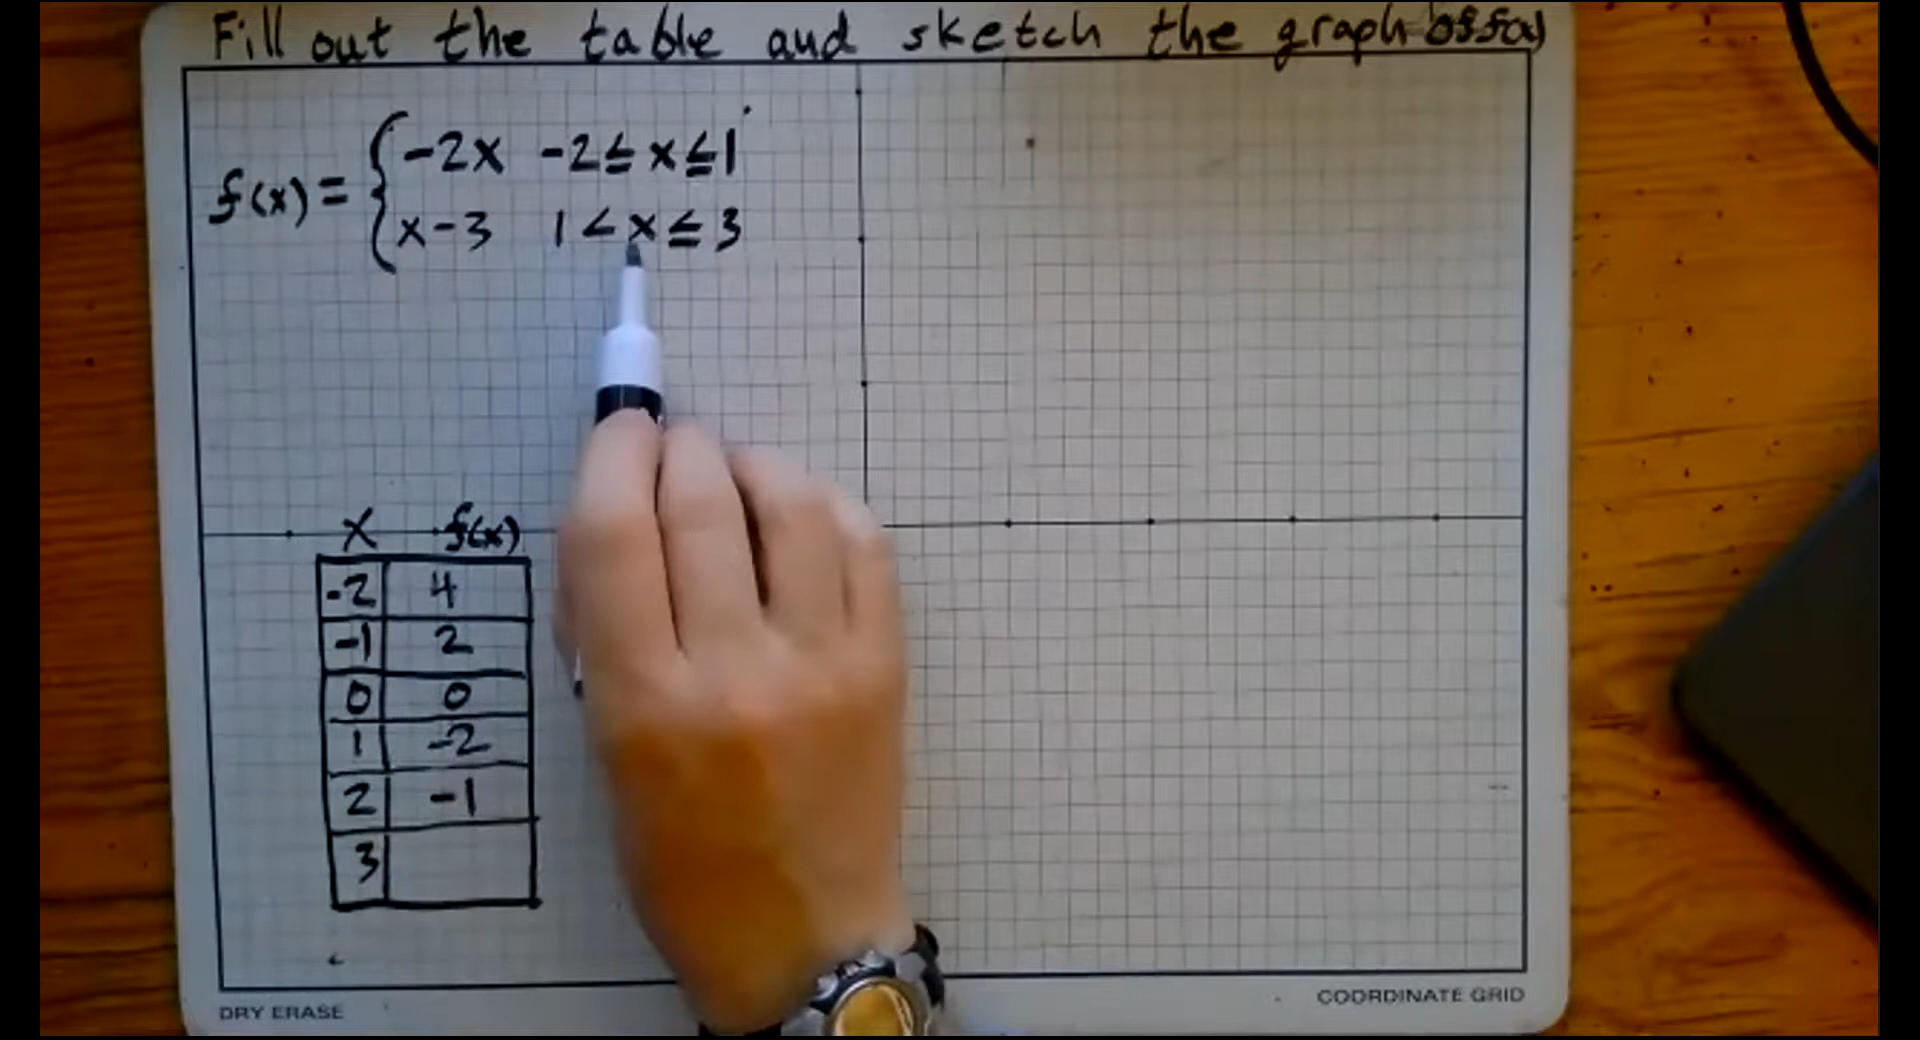 Fill out the table and sketch the graph of f(x)
f(x) = { -2x -2 ≤ x ≤ 1
x-3 1 < x ≤ 3
x f(x)
-2 4
-1 2
0 0
1 -2
2 -1
3
DRY ERASE
COORDINATE GRID